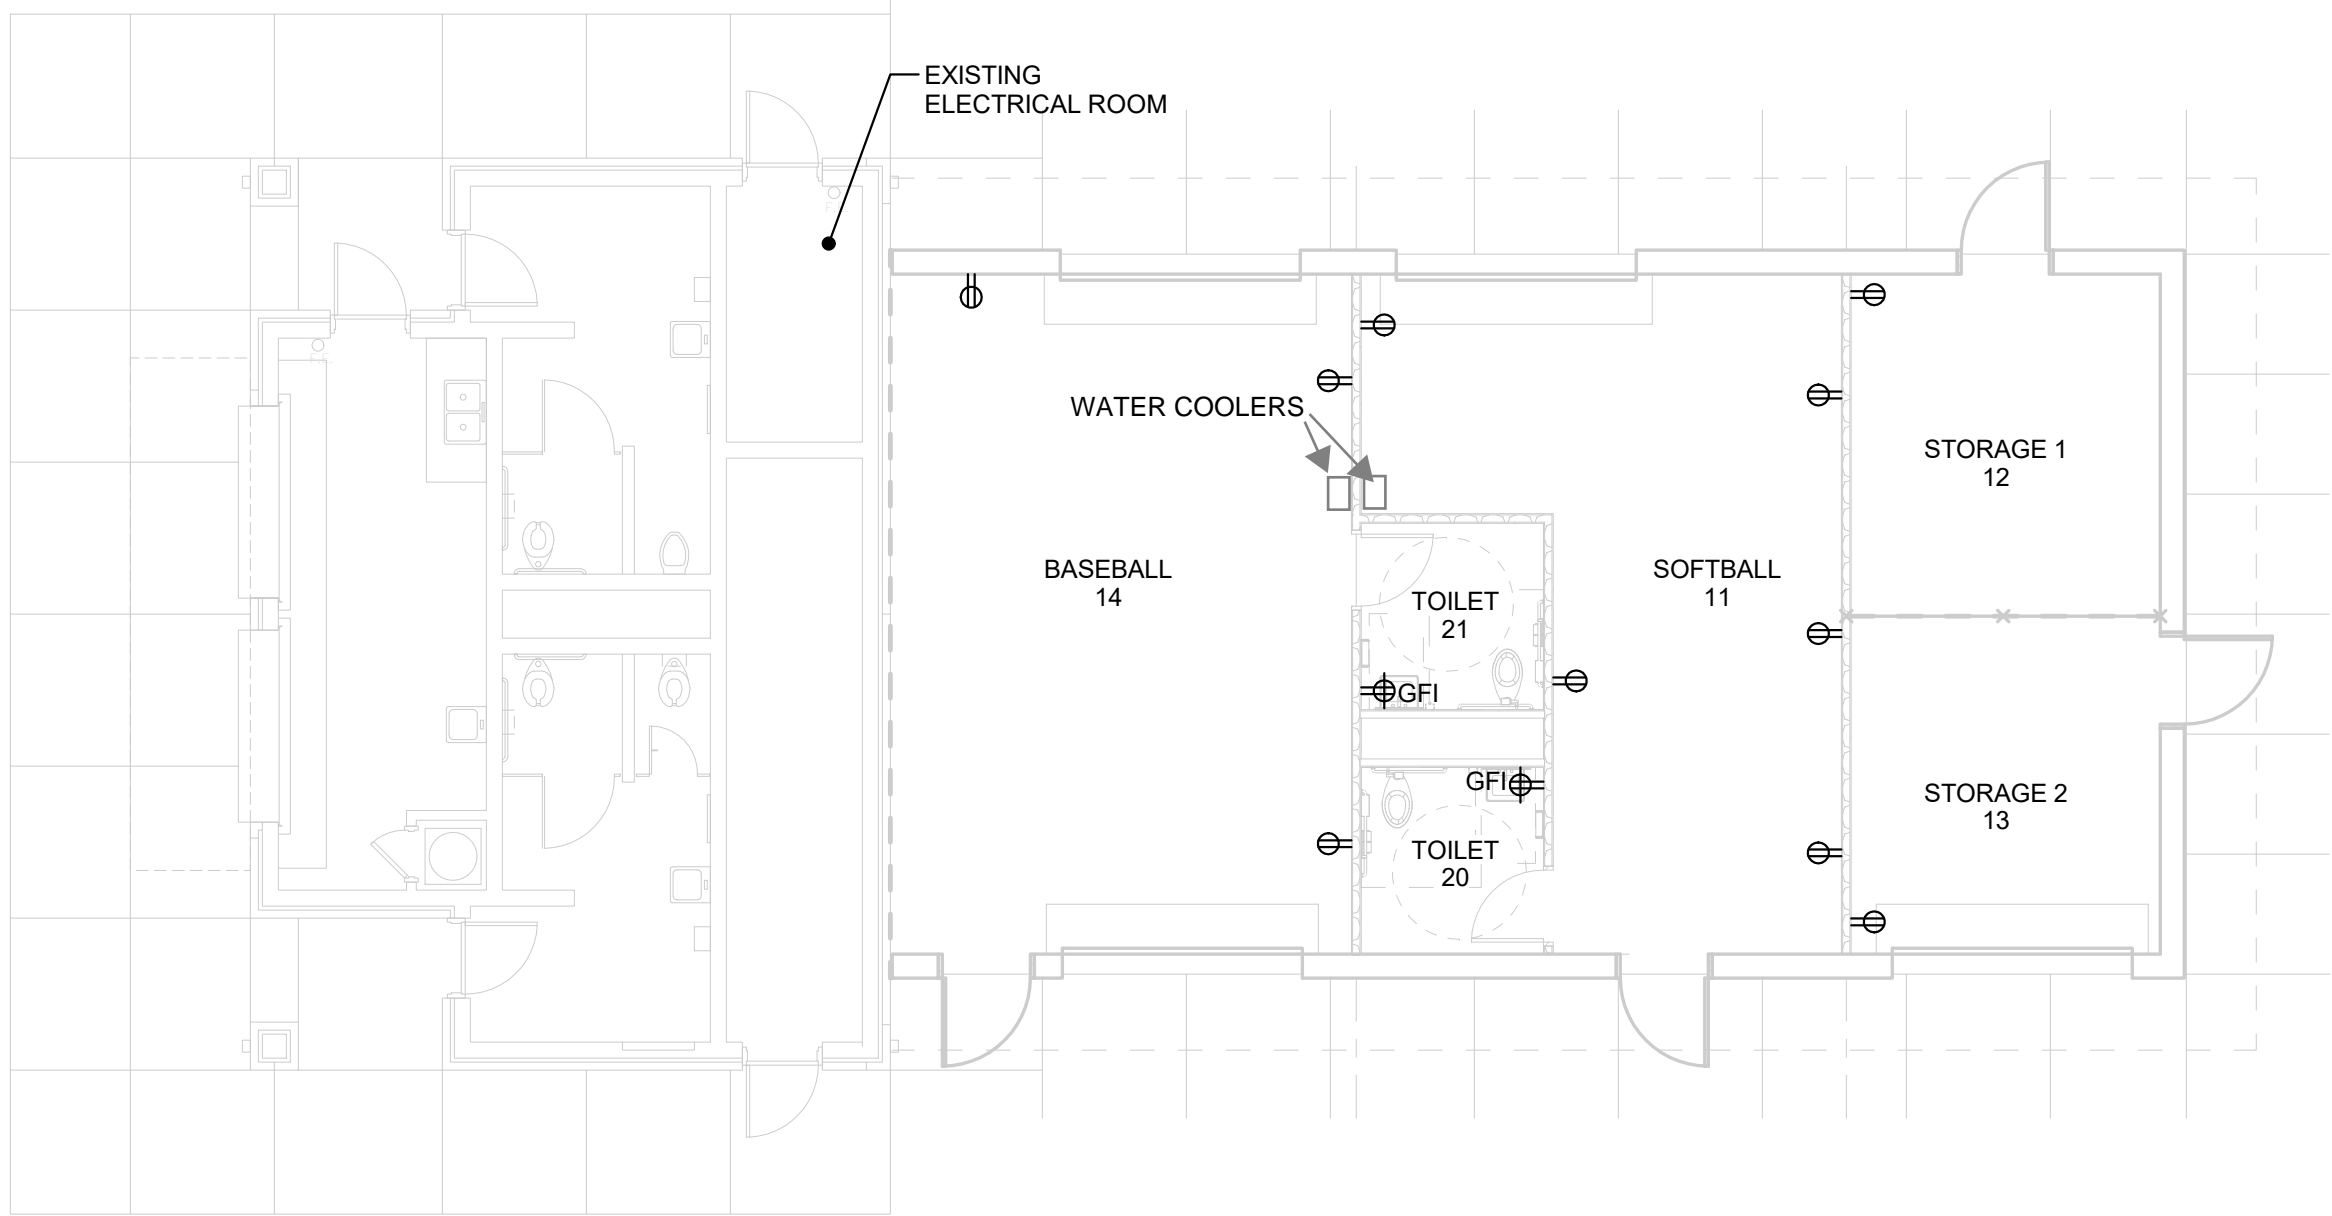 EXISTING
ELECTRICAL ROOM
WATER COOLERS
STORAGE 1
12
BASEBALL
14
SOFTBALL
11
TOILET
21
GFI
GFI
STORAGE 2
13
TOILET
20